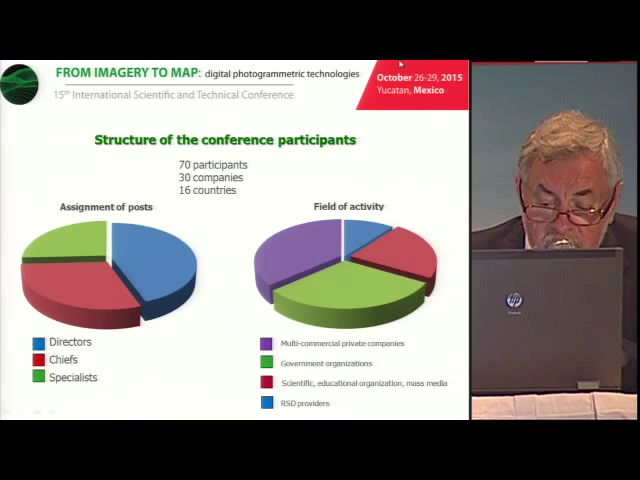 FROM IMAGERY TO MAP: digital photogrammetric technologies
15th International Scientific and Technical Conference
October 26-29, 2015
Yucatan, Mexico
Structure of the conference participants
70 participants
30 companies
16 countries
Assignment of posts
Directors
Chiefs
Specialists
Field of activity
Multi-commercial private companies
Government organizations
Scientific, educational organization, mass media
RSD providers
hp